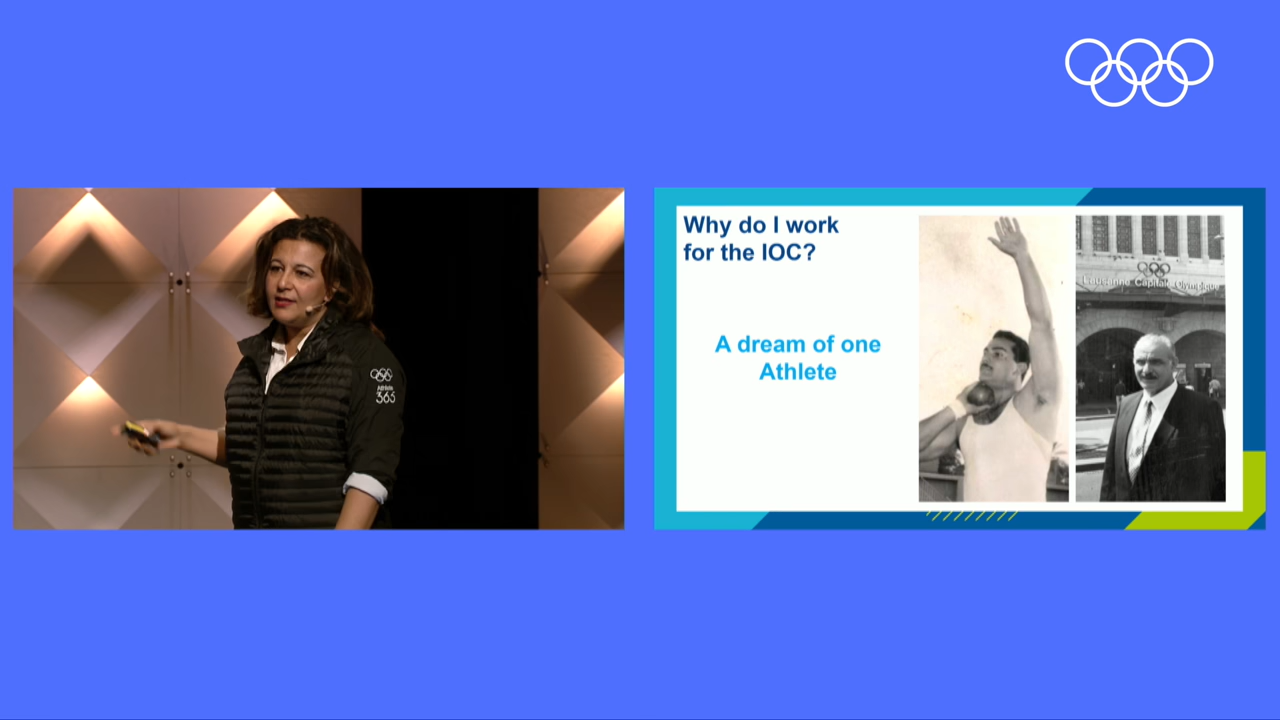 Athlete
365
Why do I work
for the IOC?
A dream of one
Athlete
Lausanne Capitale Olympique